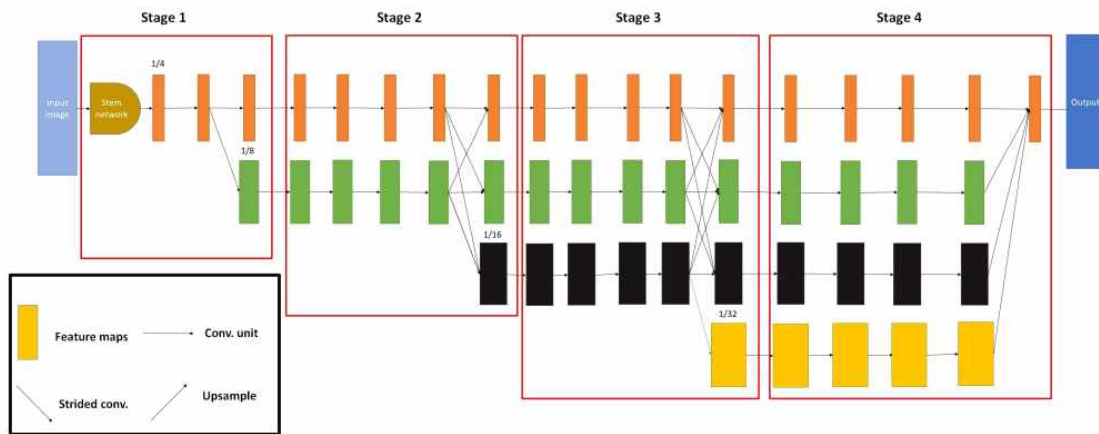 Stage 1
Stage 2
Stage 3
Stage 4
Input
image
Stem
network
1/4
1/8
1/16
1/32
Output
Feature maps
Conv. unit
Strided conv.
Upsample